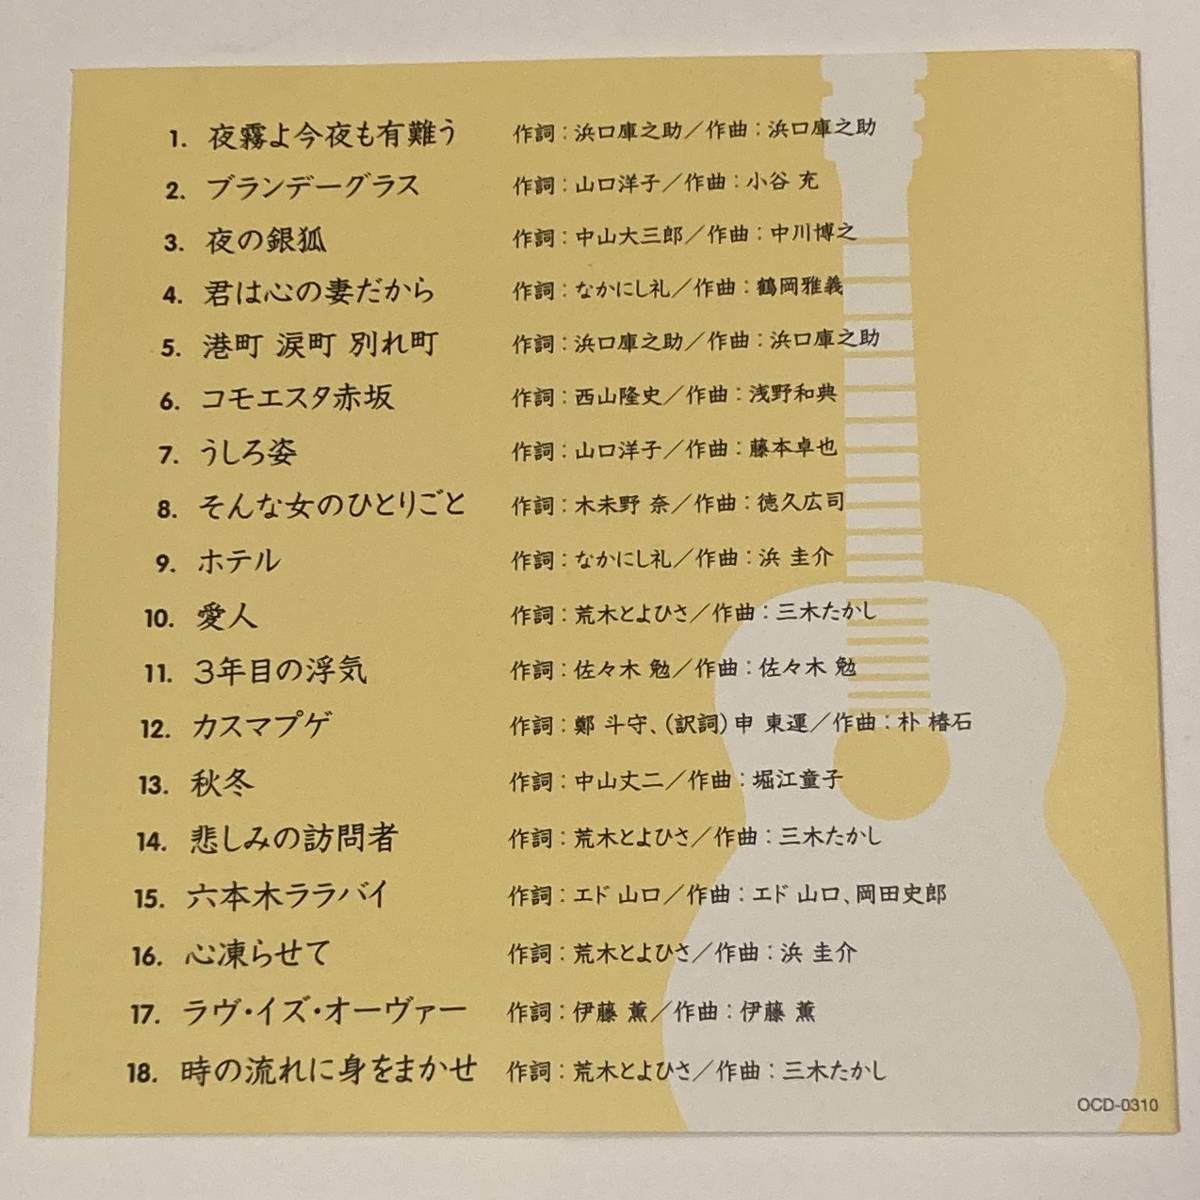 1. 夜霧よ今夜も有難う 作詞：浜口庫之助／作曲：浜口庫之助
2. ブランデーグラス 作詞：山口洋子／作曲：小谷 充
3. 夜の銀狐 作詞：中山大三郎／作曲：中川博之
4. 君は心の妻だから 作詞：なかにし礼／作曲：鶴岡雅義
5. 港町 涙町 別れ町 作詞：浜口庫之助／作曲：浜口庫之助
6. コモエスタ赤坂 作詞：西山隆史／作曲：浅野和典
7. うしろ姿 作詞：山口洋子／作曲：藤本卓也
8. そんな女のひとりごと 作詞：木未野 奈／作曲：徳久広司
9. ホテル 作詞：なかにし礼／作曲：浜 圭介
10. 愛人 作詞：荒木とよひさ／作曲：三木たかし
11. 3年目の浮気 作詞：佐々木 勉／作曲：佐々木 勉
12. カスマプゲ 作詞：鄭 斗守、(訳詞)申 東運／作曲：朴 椿石
13. 秋冬 作詞：中山丈二／作曲：堀江童子
14. 悲しみの訪問者 作詞：荒木とよひさ／作曲：三木たかし
15. 六本木ララバイ 作詞：エド 山口／作曲：エド 山口、岡田史郎
16. 心凍らせて 作詞：荒木とよひさ／作曲：浜 圭介
17. ラヴ・イズ・オーヴァー 作詞：伊藤 薫／作曲：伊藤 薫
18. 時の流れに身をまかせ 作詞：荒木とよひさ／作曲：三木たかし
OCD-0310